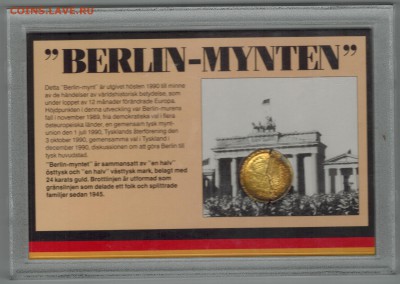 COINS.LAVE.RU
"BERLIN-MYNTEN"
Detta "Berlin-mynt" är utgivet hösten 1990 till minne
av de händelser av världshistorisk betydelse, som
under loppet av 12 månader förändrade Europa.
Höjdpunkten i denna utveckling var Berlin-murens
fall i november 1989, fria demokratiska val i flera
östeuropeiska länder, en gemensam tysk mynt-
union den 1 juli 1990, Tysklands återförening den
3 oktober 1990, gemensamma val i Tyskland i
december 1990, diskussionen om att göra Berlin till
tysk huvudstad.
"Berlin-myntet" är sammansatt av "en halv"
östtysk och "en halv" västtysk mark, belagt med
24 karats guld. Brottlinjen är utformad som
gränslinjen som delade ett folk och splittrade
familjer sedan 1945.